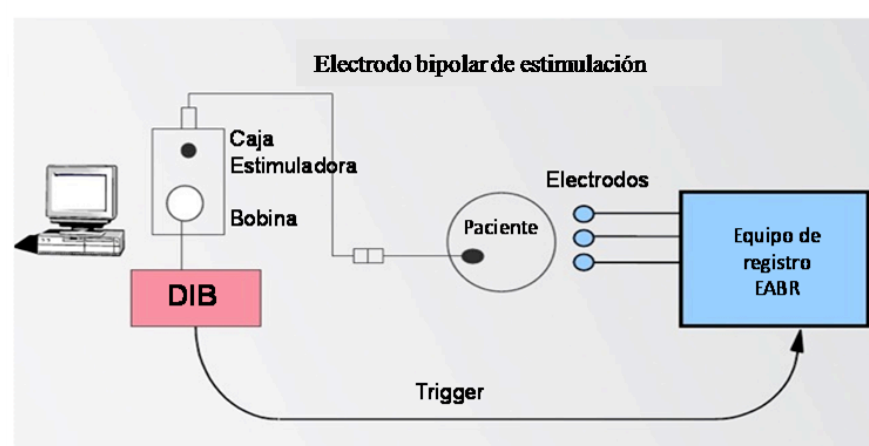 Electrodo bipolar de estimulación
Caja
Estimuladora
Bobina
DIB
Paciente
Electrodos
Equipo de
registro
EABR
Trigger